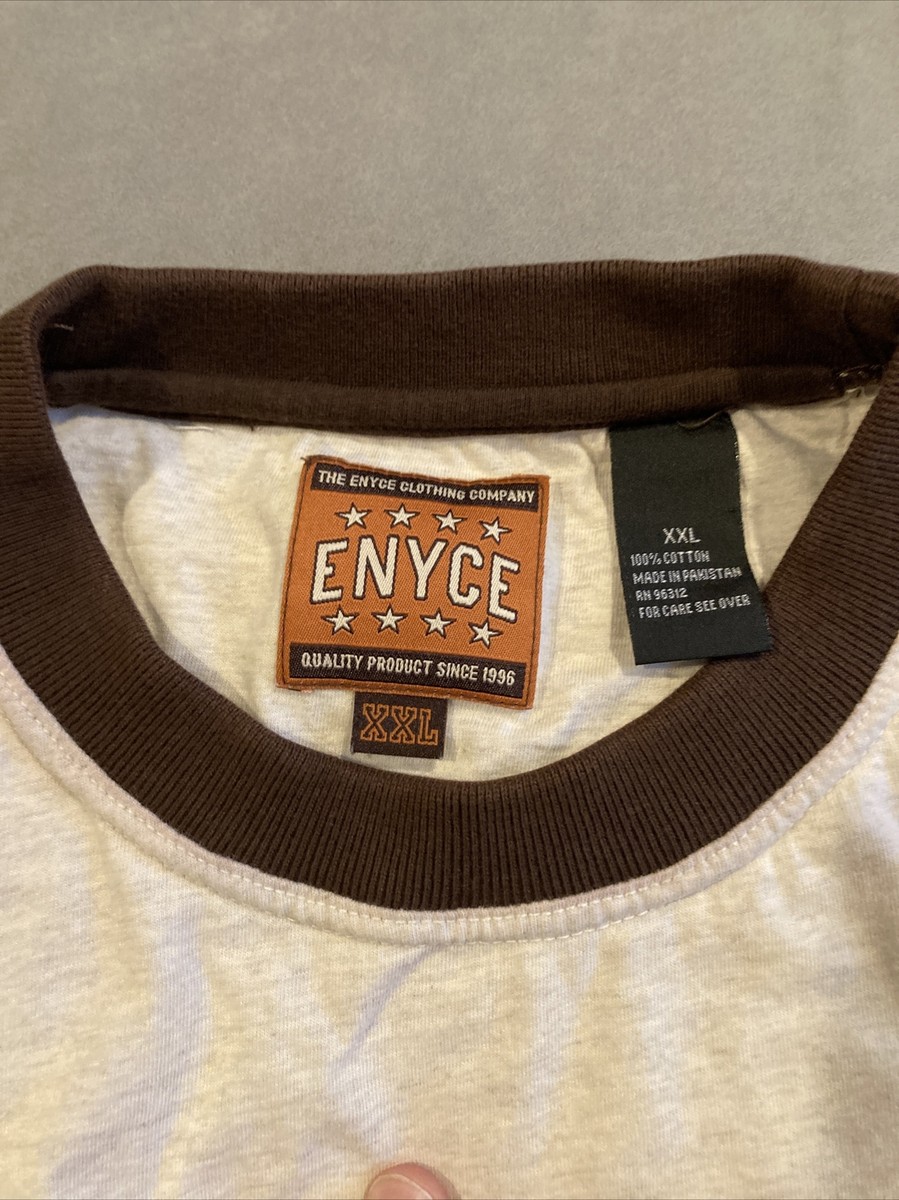 THE ENYCE CLOTHING COMPANY
ENYCE
QUALITY PRODUCT SINCE 1996
XXL
XXL
100% COTTON
MADE IN PAKISTAN
RN 96312
FOR CARE SEE OVER